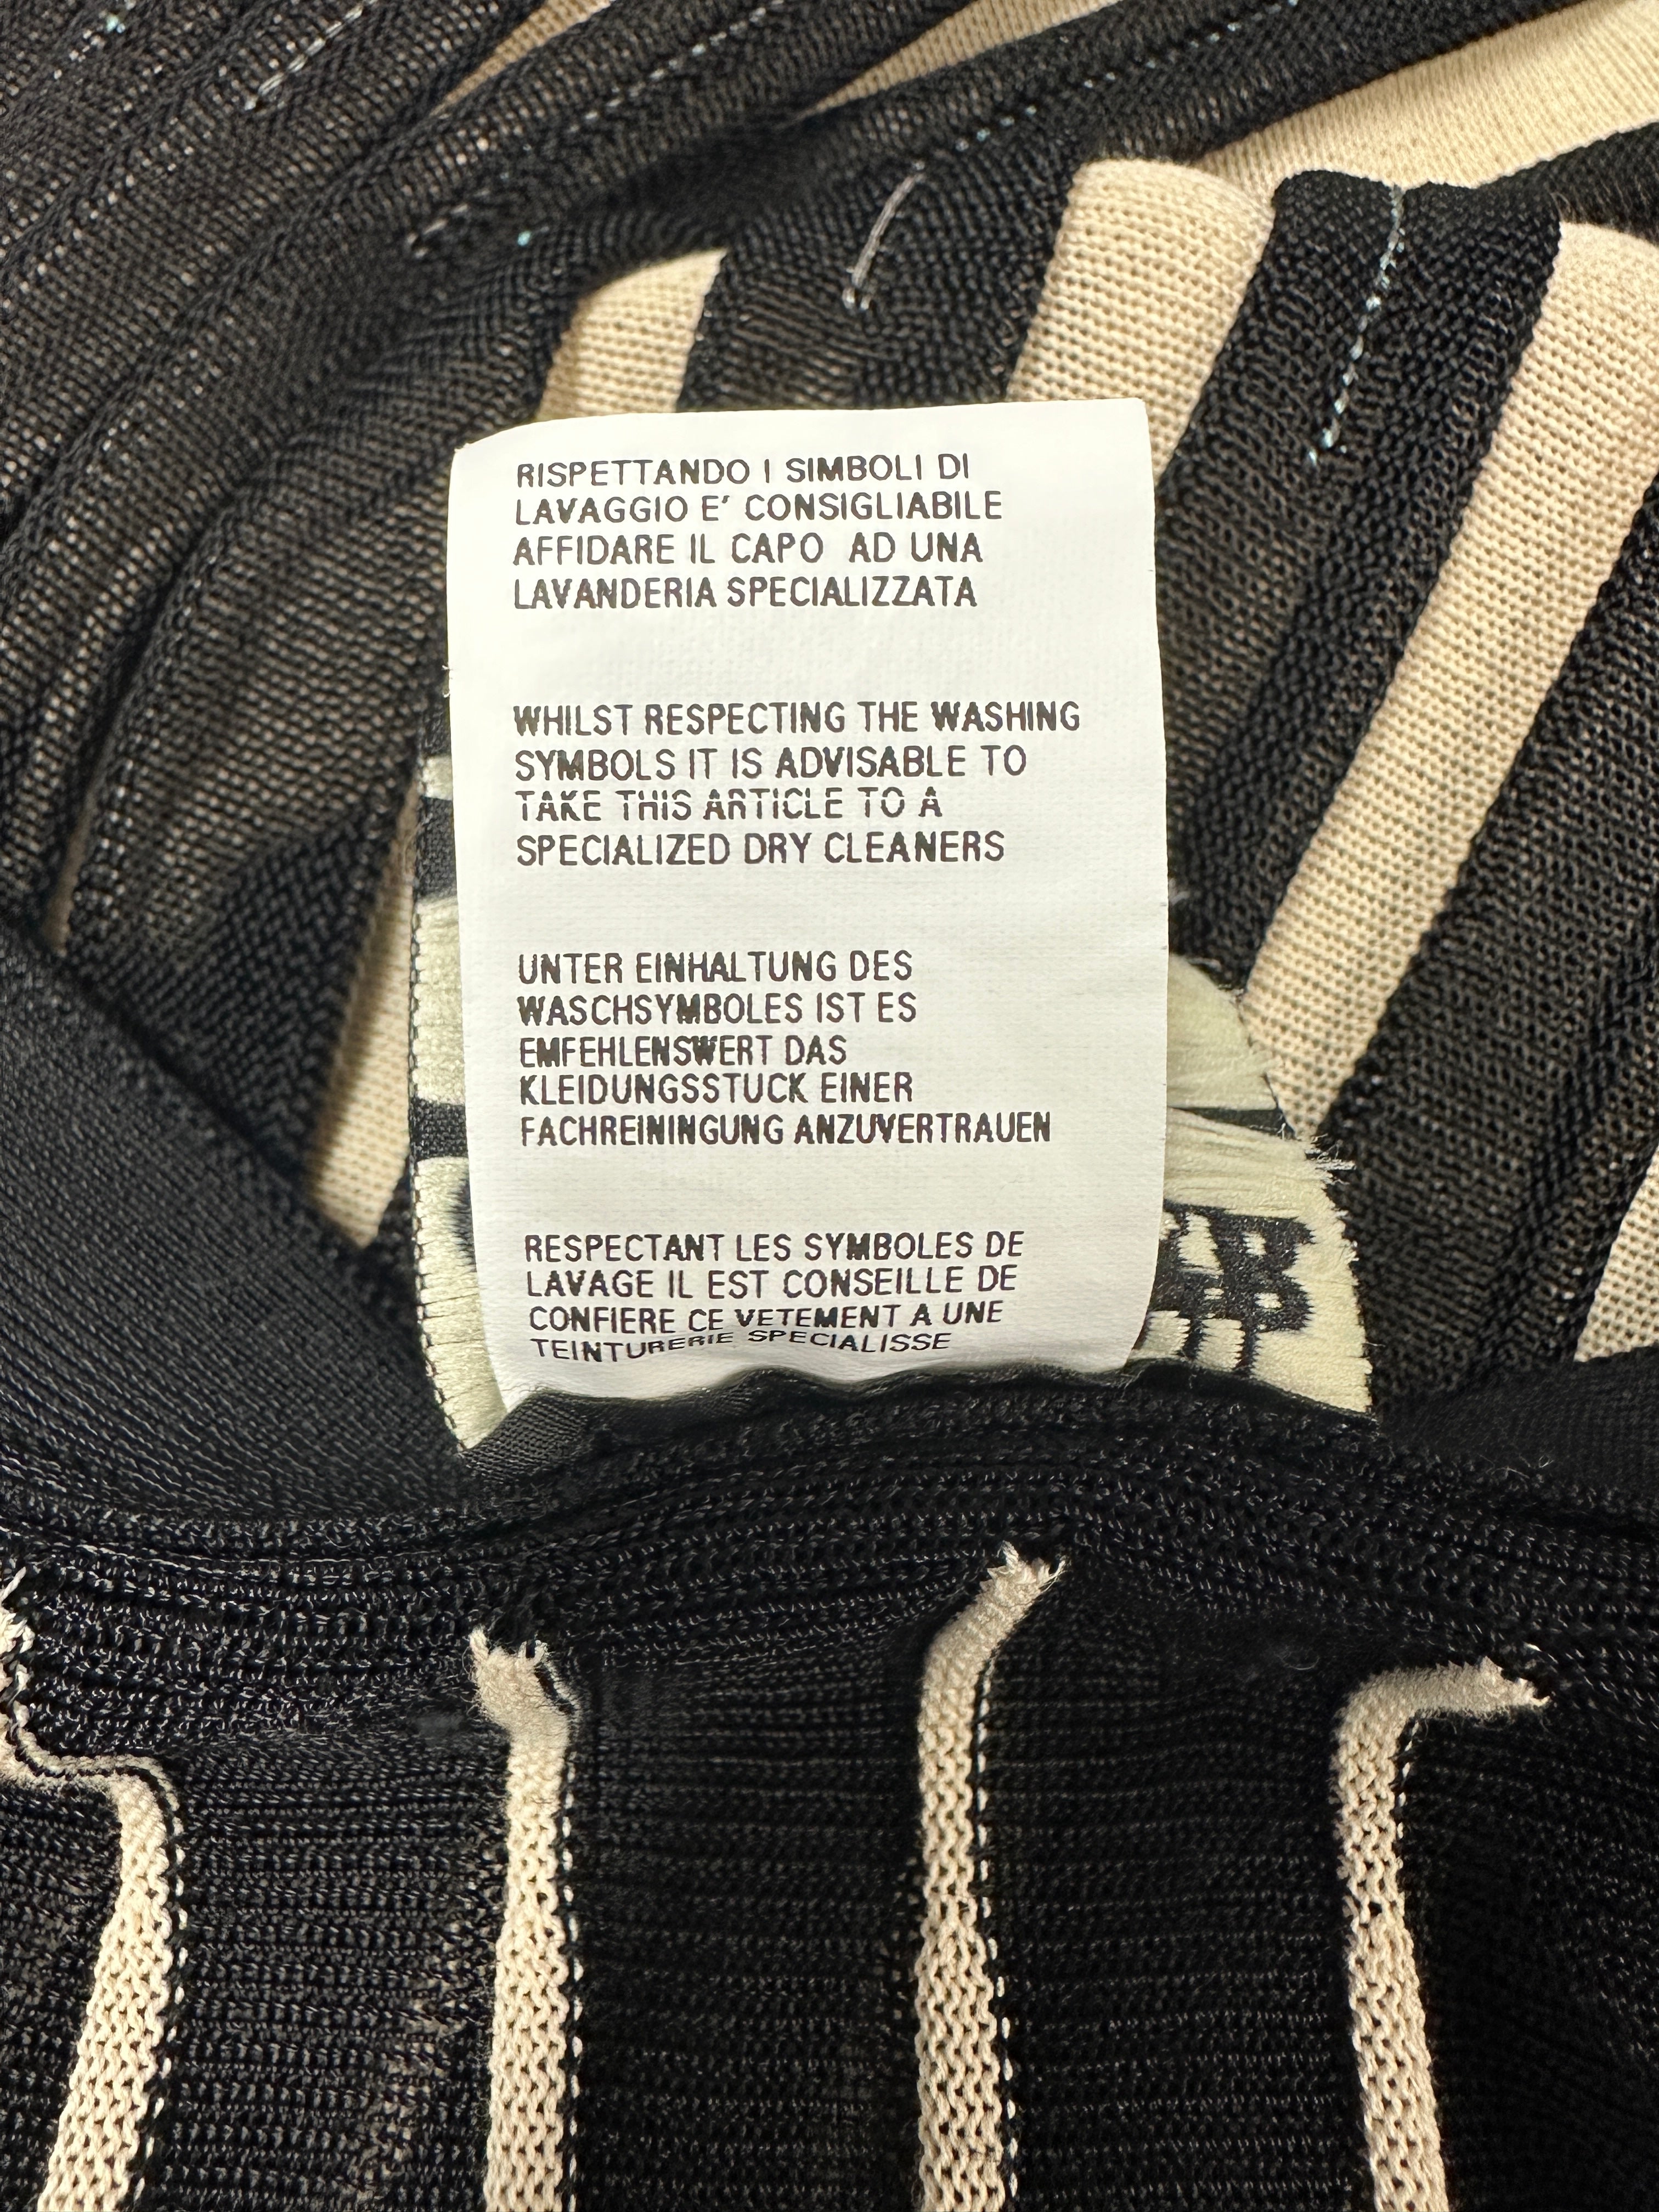 RISPETTANDO I SIMBOLI DI
LAVAGGIO E' CONSIGLIABILE
AFFIDARE IL CAPO AD UNA
LAVANDERIA SPECIALIZZATA
WHILST RESPECTING THE WASHING
SYMBOLS IT IS ADVISABLE TO
TAKE THIS ARTICLE TO A
SPECIALIZED DRY CLEANERS
UNTER EINHALTUNG DES
WASCHSYMBOLES IST ES
EMFEHLENSWERT DAS
KLEIDUNGSSTUCK EINER
FACHREININGUNG ANZUVERTRAUEN
RESPECTANT LES SYMBOLES DE
LAVAGE IL EST CONSEILLE DE
CONFIERE CE VETEMENT A UNE
TEINTURERIE SPECIALISSE